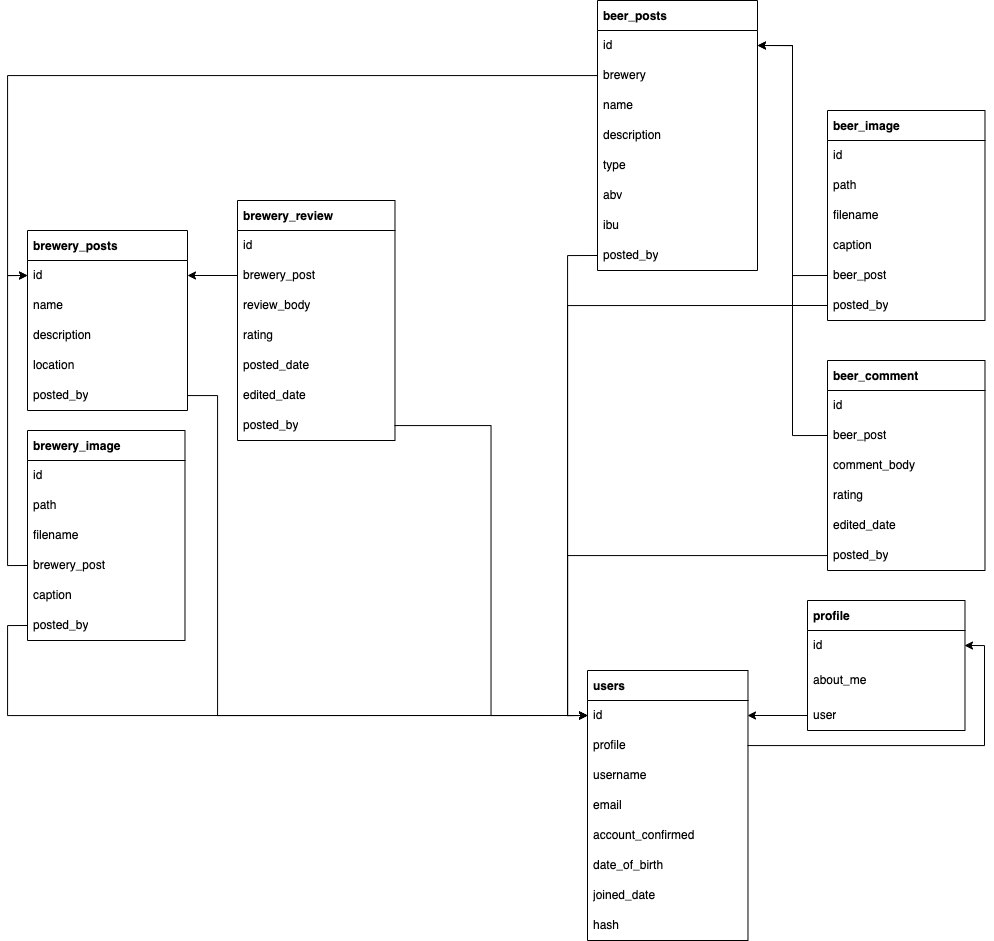 beer_posts
id
brewery
name
description
type
abv
ibu
posted_by
beer_image
id
path
filename
caption
beer_post
posted_by
brewery_review
id
brewery_post
review_body
rating
posted_date
edited_date
posted_by
brewery_posts
id
name
description
location
posted_by
brewery_image
id
path
filename
brewery_post
caption
posted_by
beer_comment
id
beer_post
comment_body
rating
edited_date
posted_by
profile
id
about_me
user
users
id
profile
username
email
account_confirmed
date_of_birth
joined_date
hash